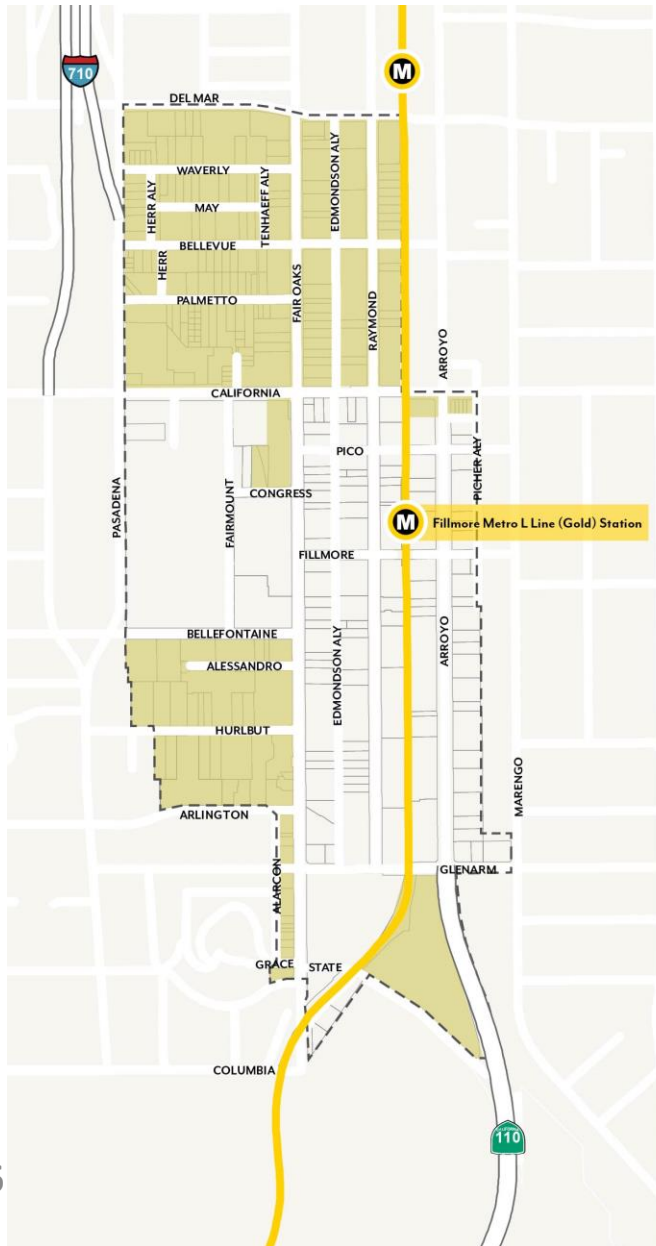 710
M
DEL MAR
WAVERLY
HERR ALY
MAY
TENHAEFF ALY
EDMONDSON ALY
BELLEVUE
HERR
FAIR OAKS
RAYMOND
PALMETTO
ARROYO
CALIFORNIA
PICO
PICHER ALY
CONGRESS
PASADENA
FAIRMOUNT
M
Fillmore Metro L Line (Gold) Station
FILLMORE
BELLEFONTAINE
ALESSANDRO
EDMONDSON ALY
ARROYO
HURLBUT
MARENGO
ARLINGTON
GLENARM
ALARCON
GRACE
STATE
COLUMBIA
CALIFORNIA
110